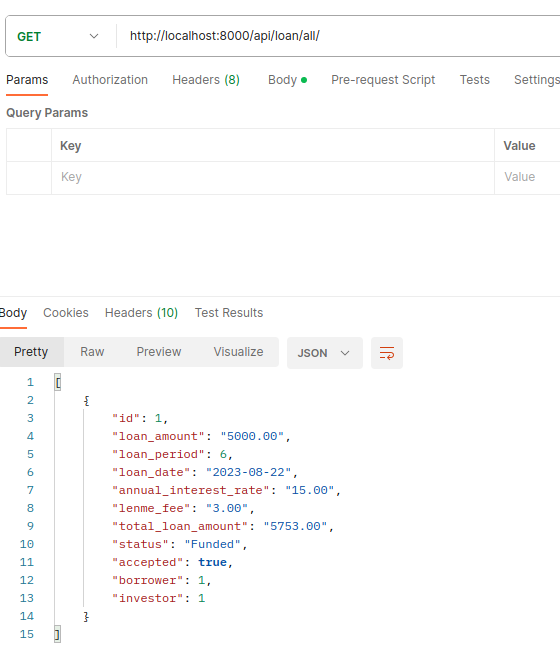 GET http://localhost:8000/api/loan/all/
Params Authorization Headers (8) Body Pre-request Script Tests Settings
Query Params
Key Value
Key Value
Body Cookies Headers (10) Test Results
Pretty Raw Preview Visualize JSON
1 [
2 {
3 "id": 1,
4 "loan_amount": "5000.00",
5 "loan_period": 6,
6 "loan_date": "2023-08-22",
7 "annual_interest_rate": "15.00",
8 "lenme_fee": "3.00",
9 "total_loan_amount": "5753.00",
10 "status": "Funded",
11 "accepted": true,
12 "borrower": 1,
13 "investor": 1
14 }
15 ]